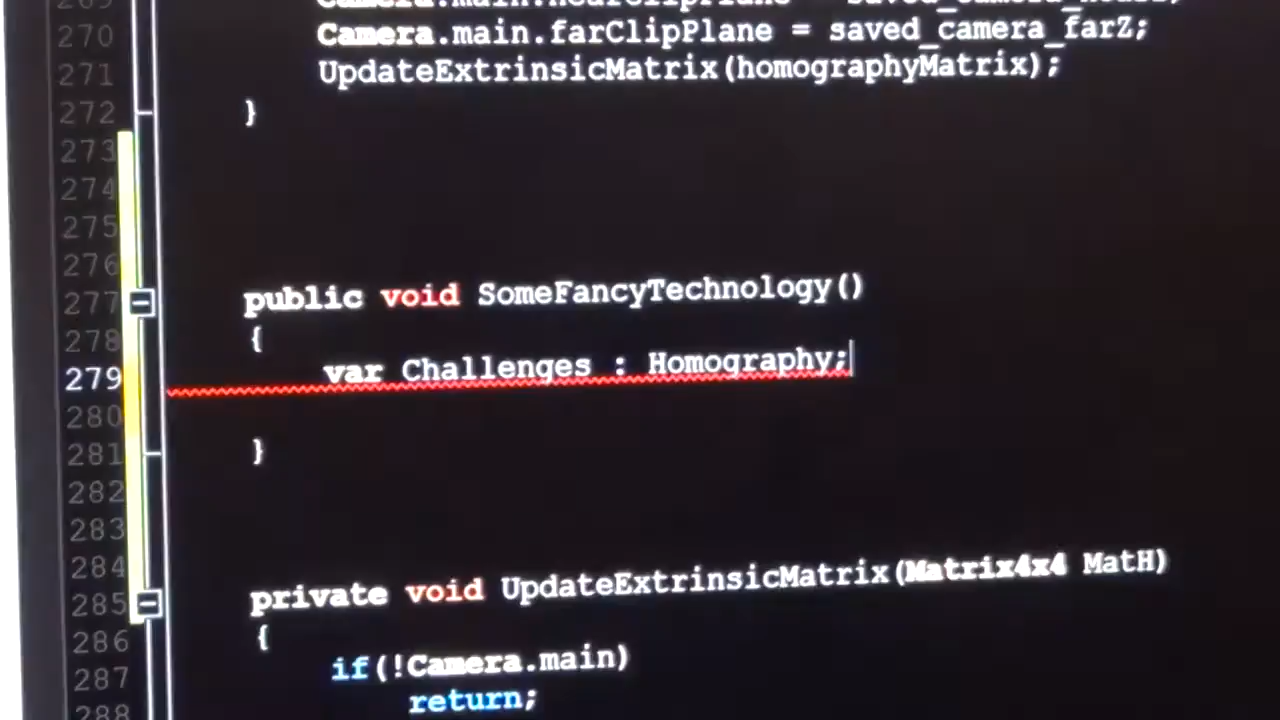 270 Camera.main.farClipPlane = saved_camera_farZ;
271 UpdateExtrinsicMatrix(homographyMatrix);
272 }
273
274
275
276
277 public void SomeFancyTechnology()
278 {
279 var Challenges : Homography;
280
281 }
282
283
284
285 private void UpdateExtrinsicMatrix(Matrix4x4 MatH)
286 {
287 if(!Camera.main)
288 return;